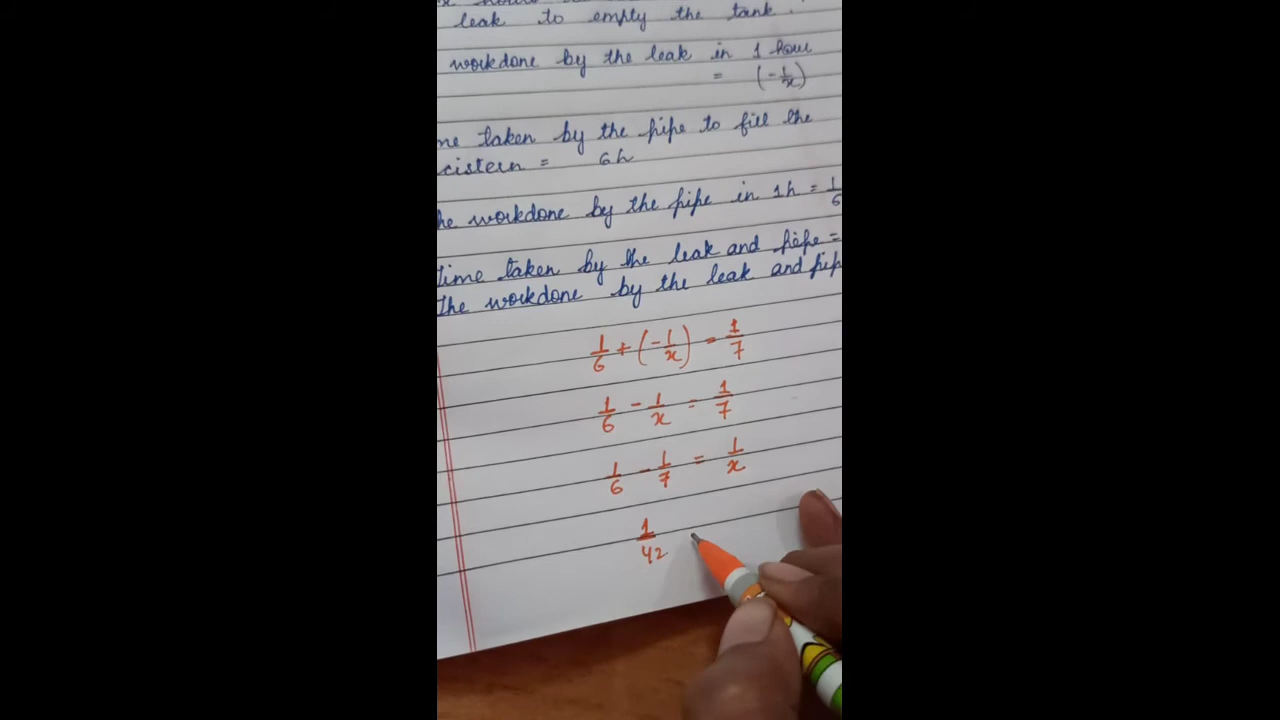 leak to empty the tank.
workdone by the leak in 1 hour
= (-1/x)
me taken by the pipe to fill the
cistern = 6h
he workdone by the pipe in 1h = 1/6
time taken by the leak and pipe =
The workdone by the leak and pip
1/6 + (-1/x) = 1/7
1/6 - 1/x = 1/7
1/6 - 1/7 = 1/x
1/42